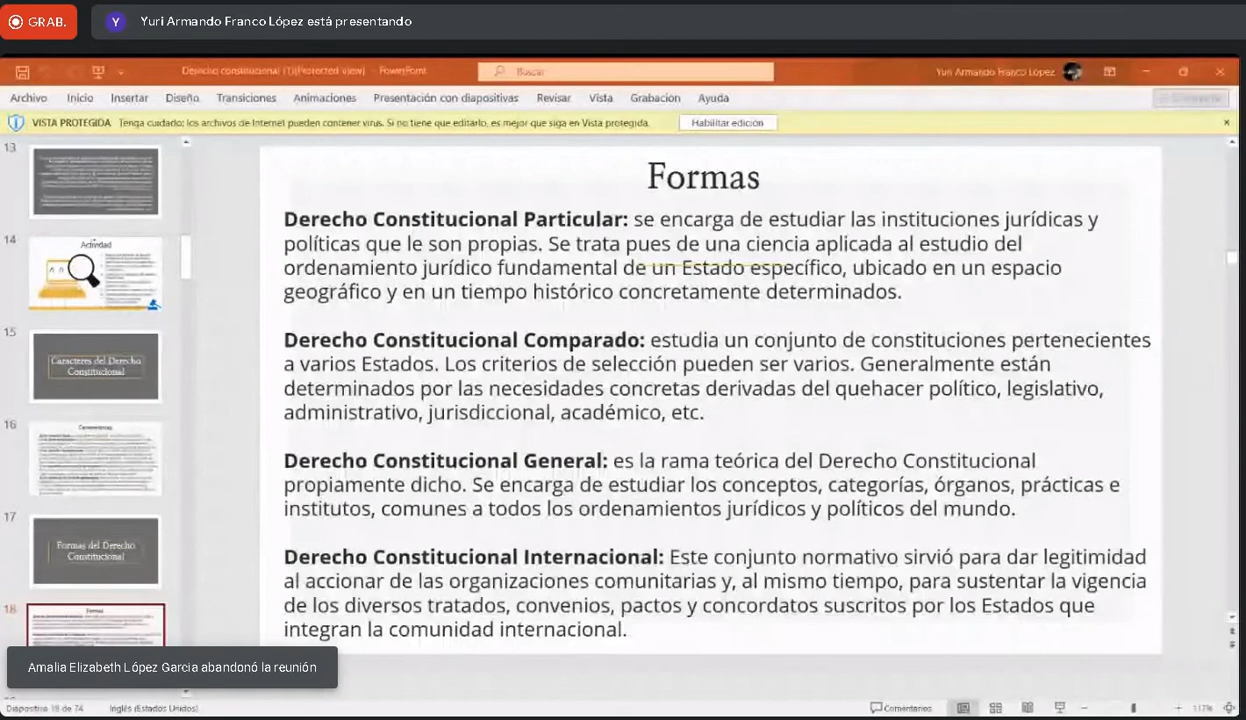 GRAB.
Y
Yuri Armando Franco López está presentando
Derecho constitucional (1)[Protected View] - PowerPoint
Buscar
Yuri Armando Franco López
Archivo Inicio Insertar Diseño Transiciones Animaciones Presentación con diapositivas Revisar Vista Grabación Ayuda
VISTA PROTEGIDA Tenga cuidado: los archivos de Internet pueden contener virus. Si no tiene que editarlo, es mejor que siga en Vista protegida. Habilitar edición
13
14
Actividad
15
Caracteres del Derecho
Constitucional
16
17
Formas del Derecho
Constitucional
18
Formas
Formas
Derecho Constitucional Particular: se encarga de estudiar las instituciones jurídicas y
políticas que le son propias. Se trata pues de una ciencia aplicada al estudio del
ordenamiento jurídico fundamental de un Estado específico, ubicado en un espacio
geográfico y en un tiempo histórico concretamente determinados.
Derecho Constitucional Comparado: estudia un conjunto de constituciones pertenecientes
a varios Estados. Los criterios de selección pueden ser varios. Generalmente están
determinados por las necesidades concretas derivadas del quehacer político, legislativo,
administrativo, jurisdiccional, académico, etc.
Derecho Constitucional General: es la rama teórica del Derecho Constitucional
propiamente dicho. Se encarga de estudiar los conceptos, categorías, órganos, prácticas e
institutos, comunes a todos los ordenamientos jurídicos y políticos del mundo.
Derecho Constitucional Internacional: Este conjunto normativo sirvió para dar legitimidad
al accionar de las organizaciones comunitarias y, al mismo tiempo, para sustentar la vigencia
de los diversos tratados, convenios, pactos y concordatos suscritos por los Estados que
integran la comunidad internacional.
Amalia Elizabeth López Garcia abandonó la reunión
Diapositiva 18 de 74 Inglés (Estados Unidos)
Comentarios
117%